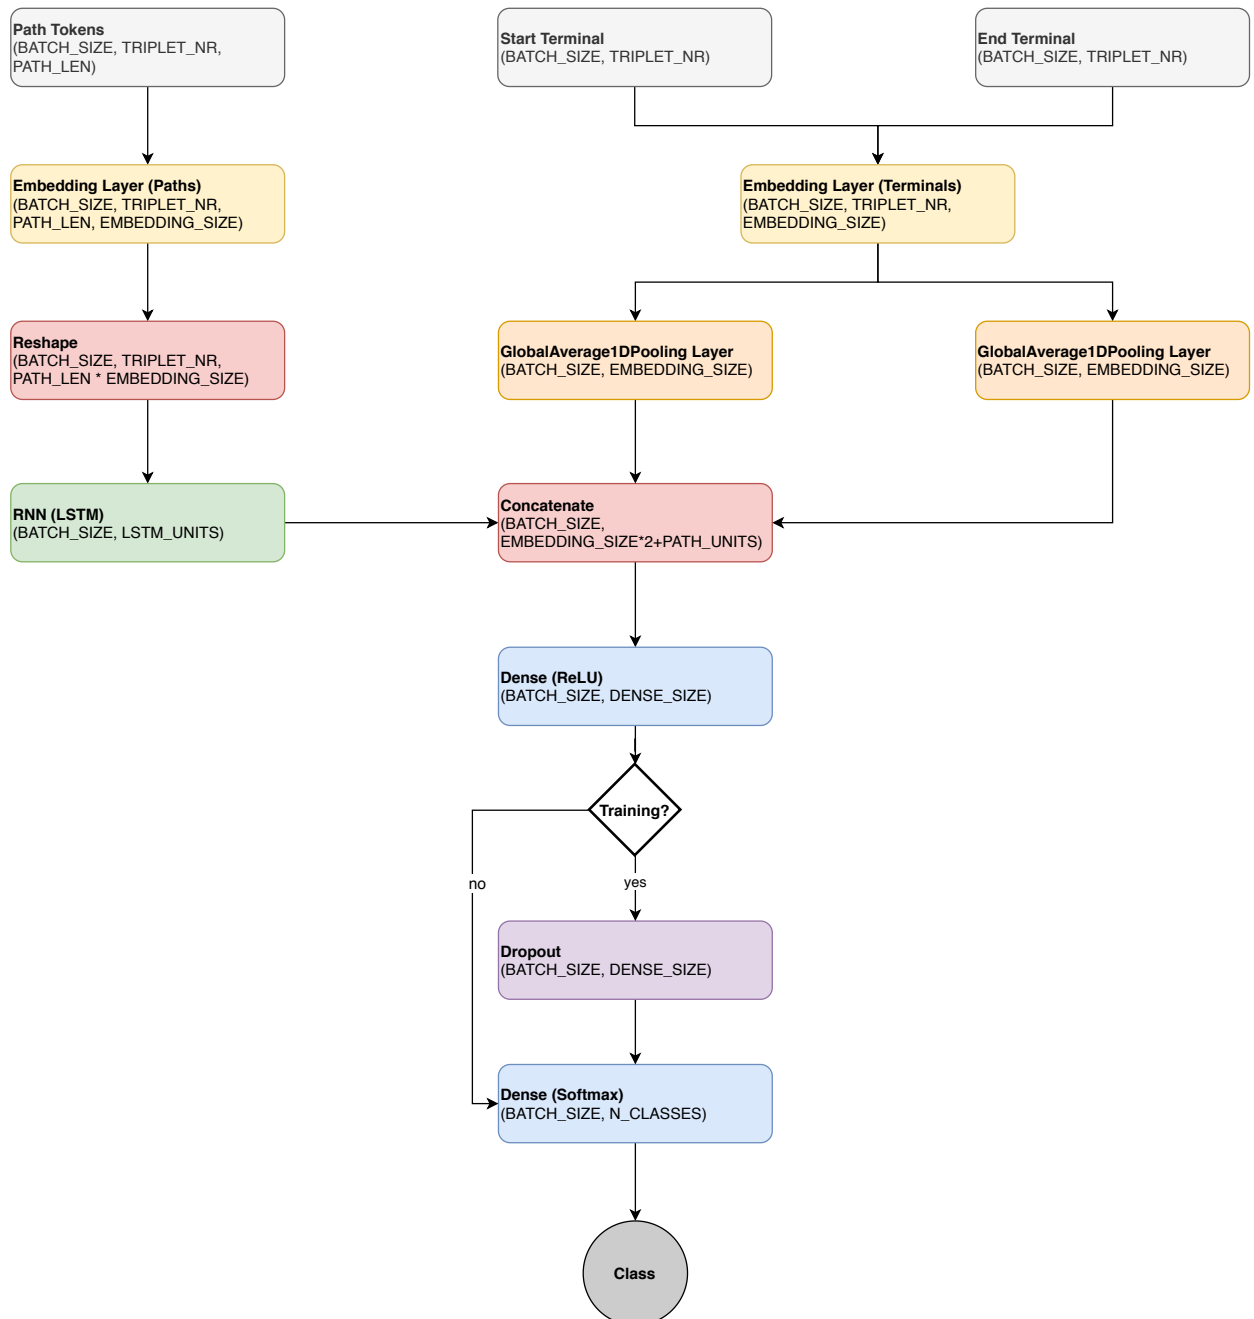 Path Tokens
(BATCH_SIZE, TRIPLET_NR,
PATH_LEN)
Start Terminal
(BATCH_SIZE, TRIPLET_NR)
End Terminal
(BATCH_SIZE, TRIPLET_NR)
Embedding Layer (Paths)
(BATCH_SIZE, TRIPLET_NR,
PATH_LEN, EMBEDDING_SIZE)
Embedding Layer (Terminals)
(BATCH_SIZE, TRIPLET_NR,
EMBEDDING_SIZE)
Reshape
(BATCH_SIZE, TRIPLET_NR,
PATH_LEN * EMBEDDING_SIZE)
GlobalAverage1DPooling Layer
(BATCH_SIZE, EMBEDDING_SIZE)
GlobalAverage1DPooling Layer
(BATCH_SIZE, EMBEDDING_SIZE)
RNN (LSTM)
(BATCH_SIZE, LSTM_UNITS)
Concatenate
(BATCH_SIZE,
EMBEDDING_SIZE*2+PATH_UNITS)
Dense (ReLU)
(BATCH_SIZE, DENSE_SIZE)
Training?
no
yes
Dropout
(BATCH_SIZE, DENSE_SIZE)
Dense (Softmax)
(BATCH_SIZE, N_CLASSES)
Class